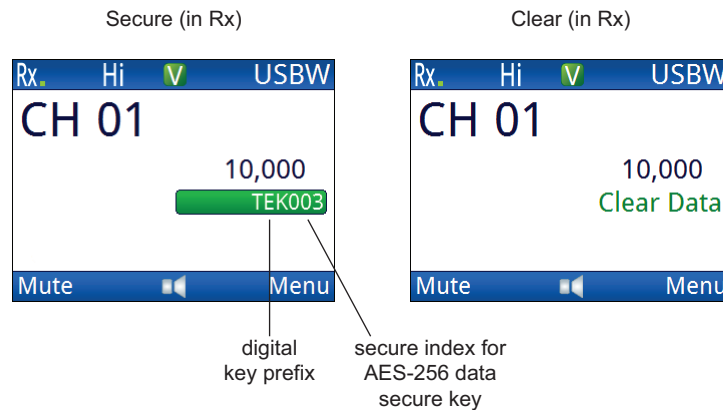 Secure (in Rx)
Clear (in Rx)
Rx. Hi V USBW
CH 01
10,000
TEK003
Mute Menu
Rx. Hi V USBW
CH 01
10,000
Clear Data
Mute Menu
digital
key prefix
secure index for
AES-256 data
secure key